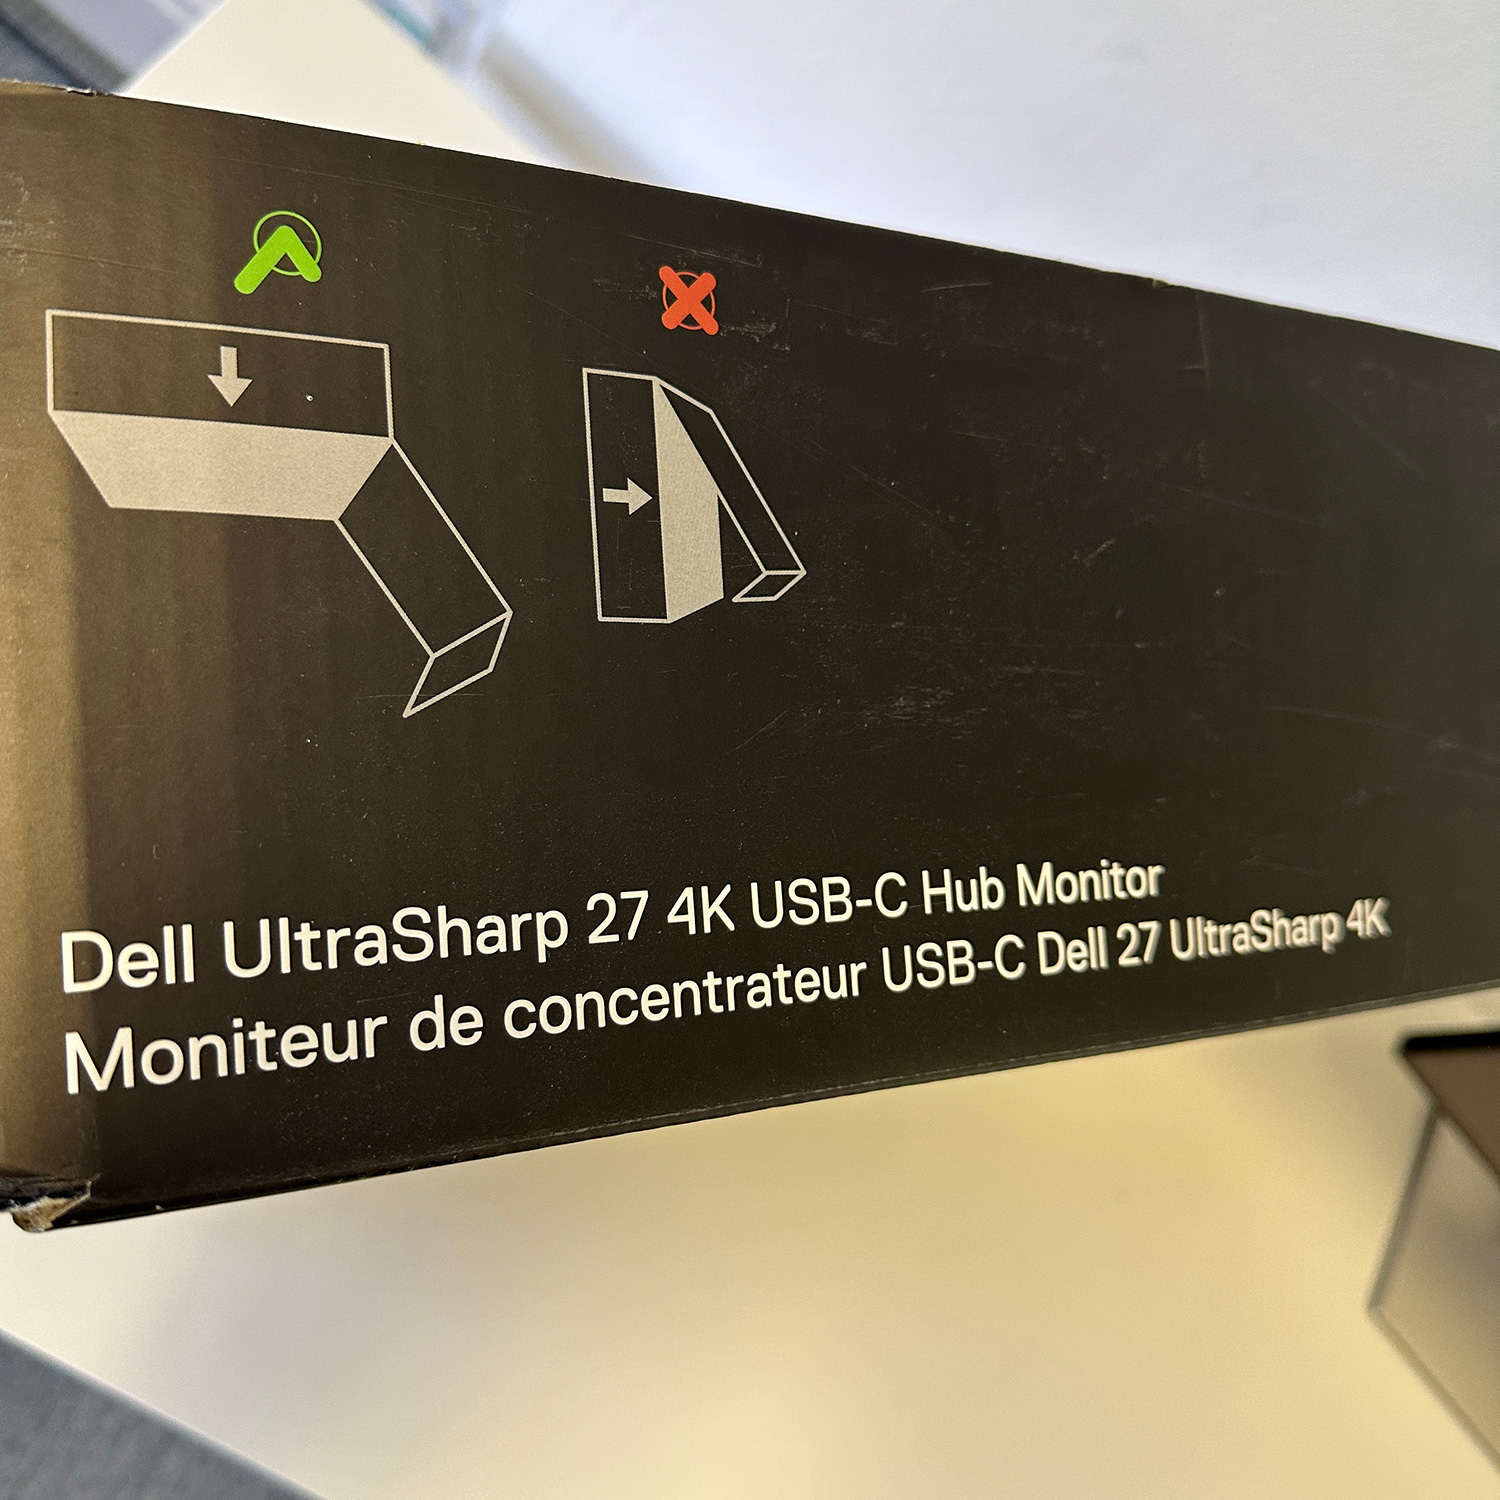 Dell UltraSharp 27 4K USB-C Hub Monitor
Moniteur de concentrateur USB-C Dell 27 UltraSharp 4K